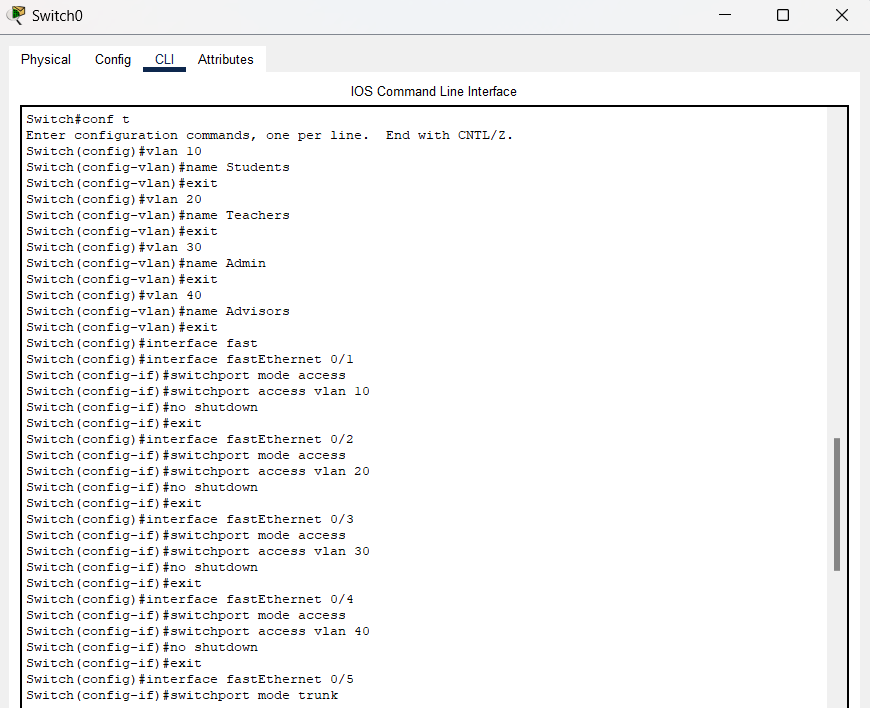 Switch0
Physical Config CLI Attributes
IOS Command Line Interface
Switch#conf t
Enter configuration commands, one per line.  End with CNTL/Z.
Switch(config)#vlan 10
Switch(config-vlan)#name Students
Switch(config-vlan)#exit
Switch(config)#vlan 20
Switch(config-vlan)#name Teachers
Switch(config-vlan)#exit
Switch(config)#vlan 30
Switch(config-vlan)#name Admin
Switch(config-vlan)#exit
Switch(config)#vlan 40
Switch(config-vlan)#name Advisors
Switch(config-vlan)#exit
Switch(config)#interface fast
Switch(config)#interface fastEthernet 0/1
Switch(config-if)#switchport mode access
Switch(config-if)#switchport access vlan 10
Switch(config-if)#no shutdown
Switch(config-if)#exit
Switch(config)#interface fastEthernet 0/2
Switch(config-if)#switchport mode access
Switch(config-if)#switchport access vlan 20
Switch(config-if)#no shutdown
Switch(config-if)#exit
Switch(config)#interface fastEthernet 0/3
Switch(config-if)#switchport mode access
Switch(config-if)#switchport access vlan 30
Switch(config-if)#no shutdown
Switch(config-if)#exit
Switch(config)#interface fastEthernet 0/4
Switch(config-if)#switchport mode access
Switch(config-if)#switchport access vlan 40
Switch(config-if)#no shutdown
Switch(config-if)#exit
Switch(config)#interface fastEthernet 0/5
Switch(config-if)#switchport mode trunk